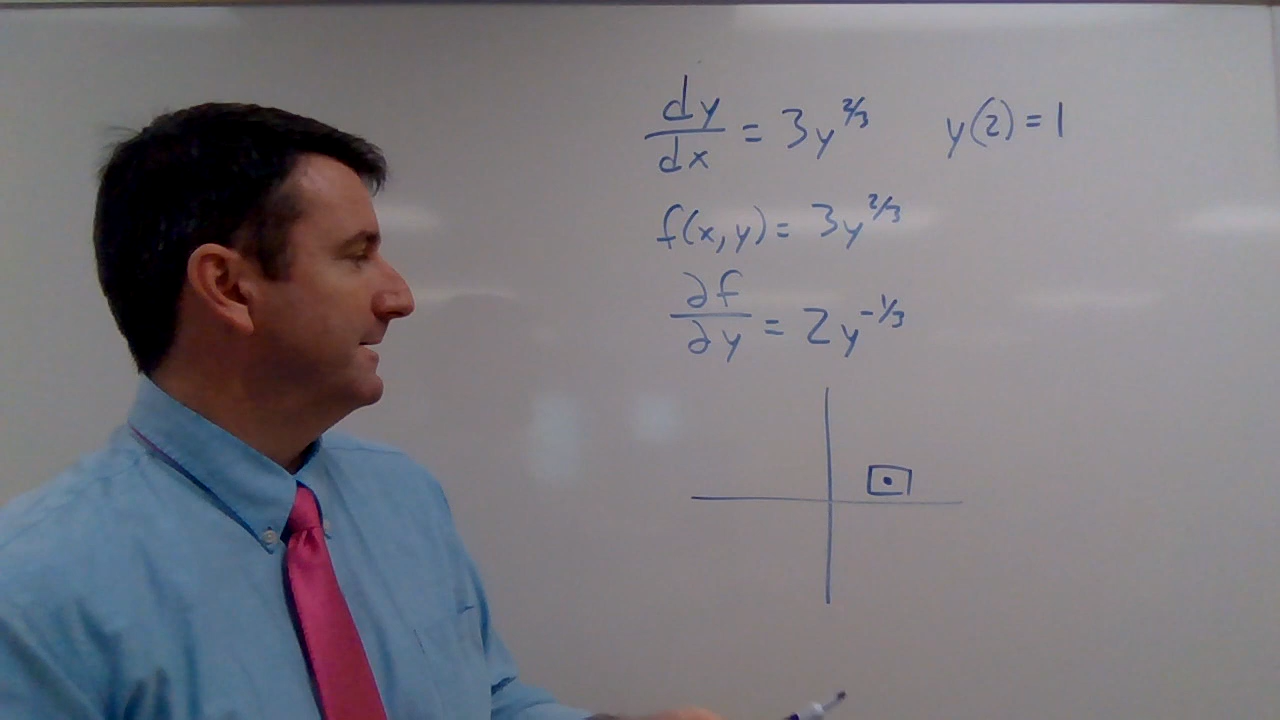 dy/dx = 3y^2/3 y(2) = 1
f(x,y) = 3y^2/3
∂f/∂y = 2y^-1/3